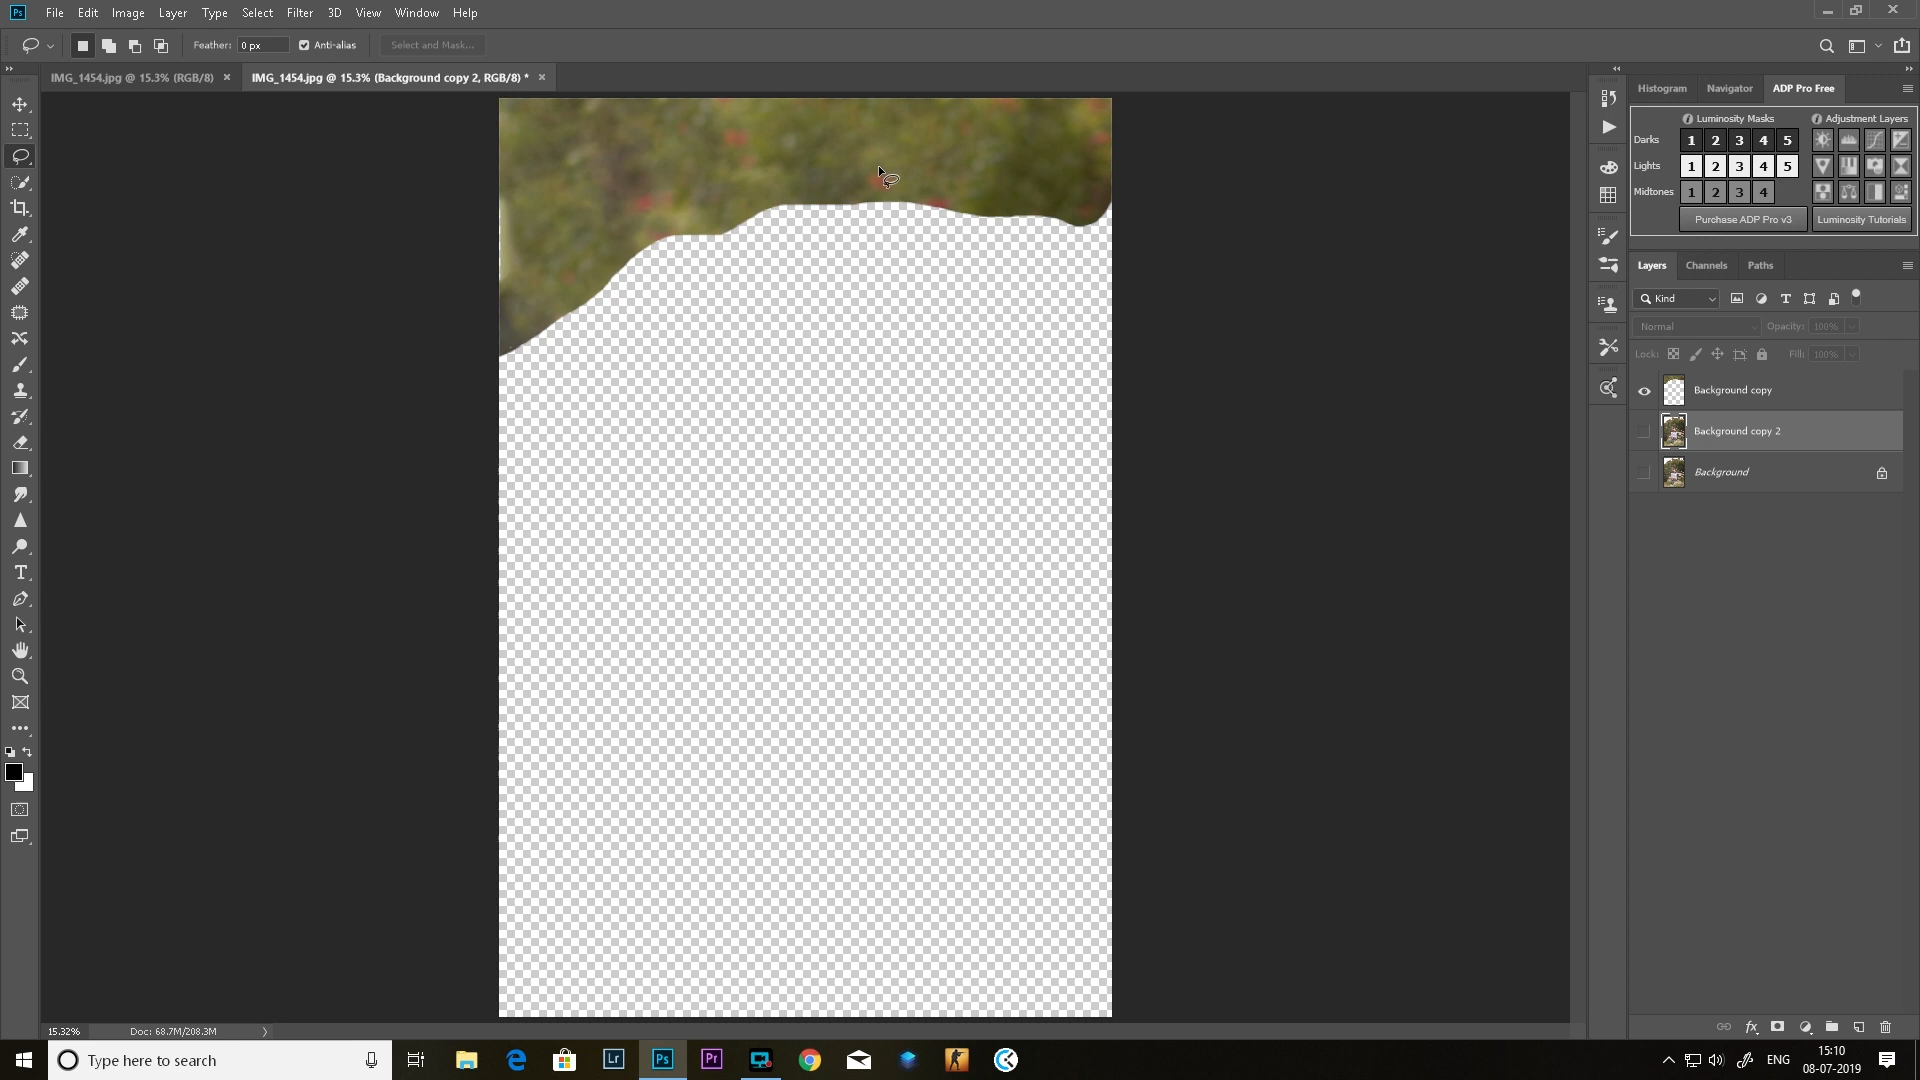 Ps File Edit Image Layer Type Select Filter 3D View Window Help
Feather: 0 px Anti-alias Select and Mask...
IMG_1454.jpg @ 15.3% (RGB/8) × IMG_1454.jpg @ 15.3% (Background copy 2, RGB/8) * ×
Histogram Navigator ADP Pro Free
Luminosity Masks Adjustment Layers
Darks 1 2 3 4 5
Lights 1 2 3 4 5
Midtones 1 2 3 4
Purchase ADP Pro v3 Luminosity Tutorials
Layers Channels Paths
Kind
Normal Opacity: 100%
Lock: Fill: 100%
Background copy
Background copy 2
Background
15.32% Doc: 68.7M/208.3M
Type here to search Lr Ps Pr ENG 15:10
08-07-2019